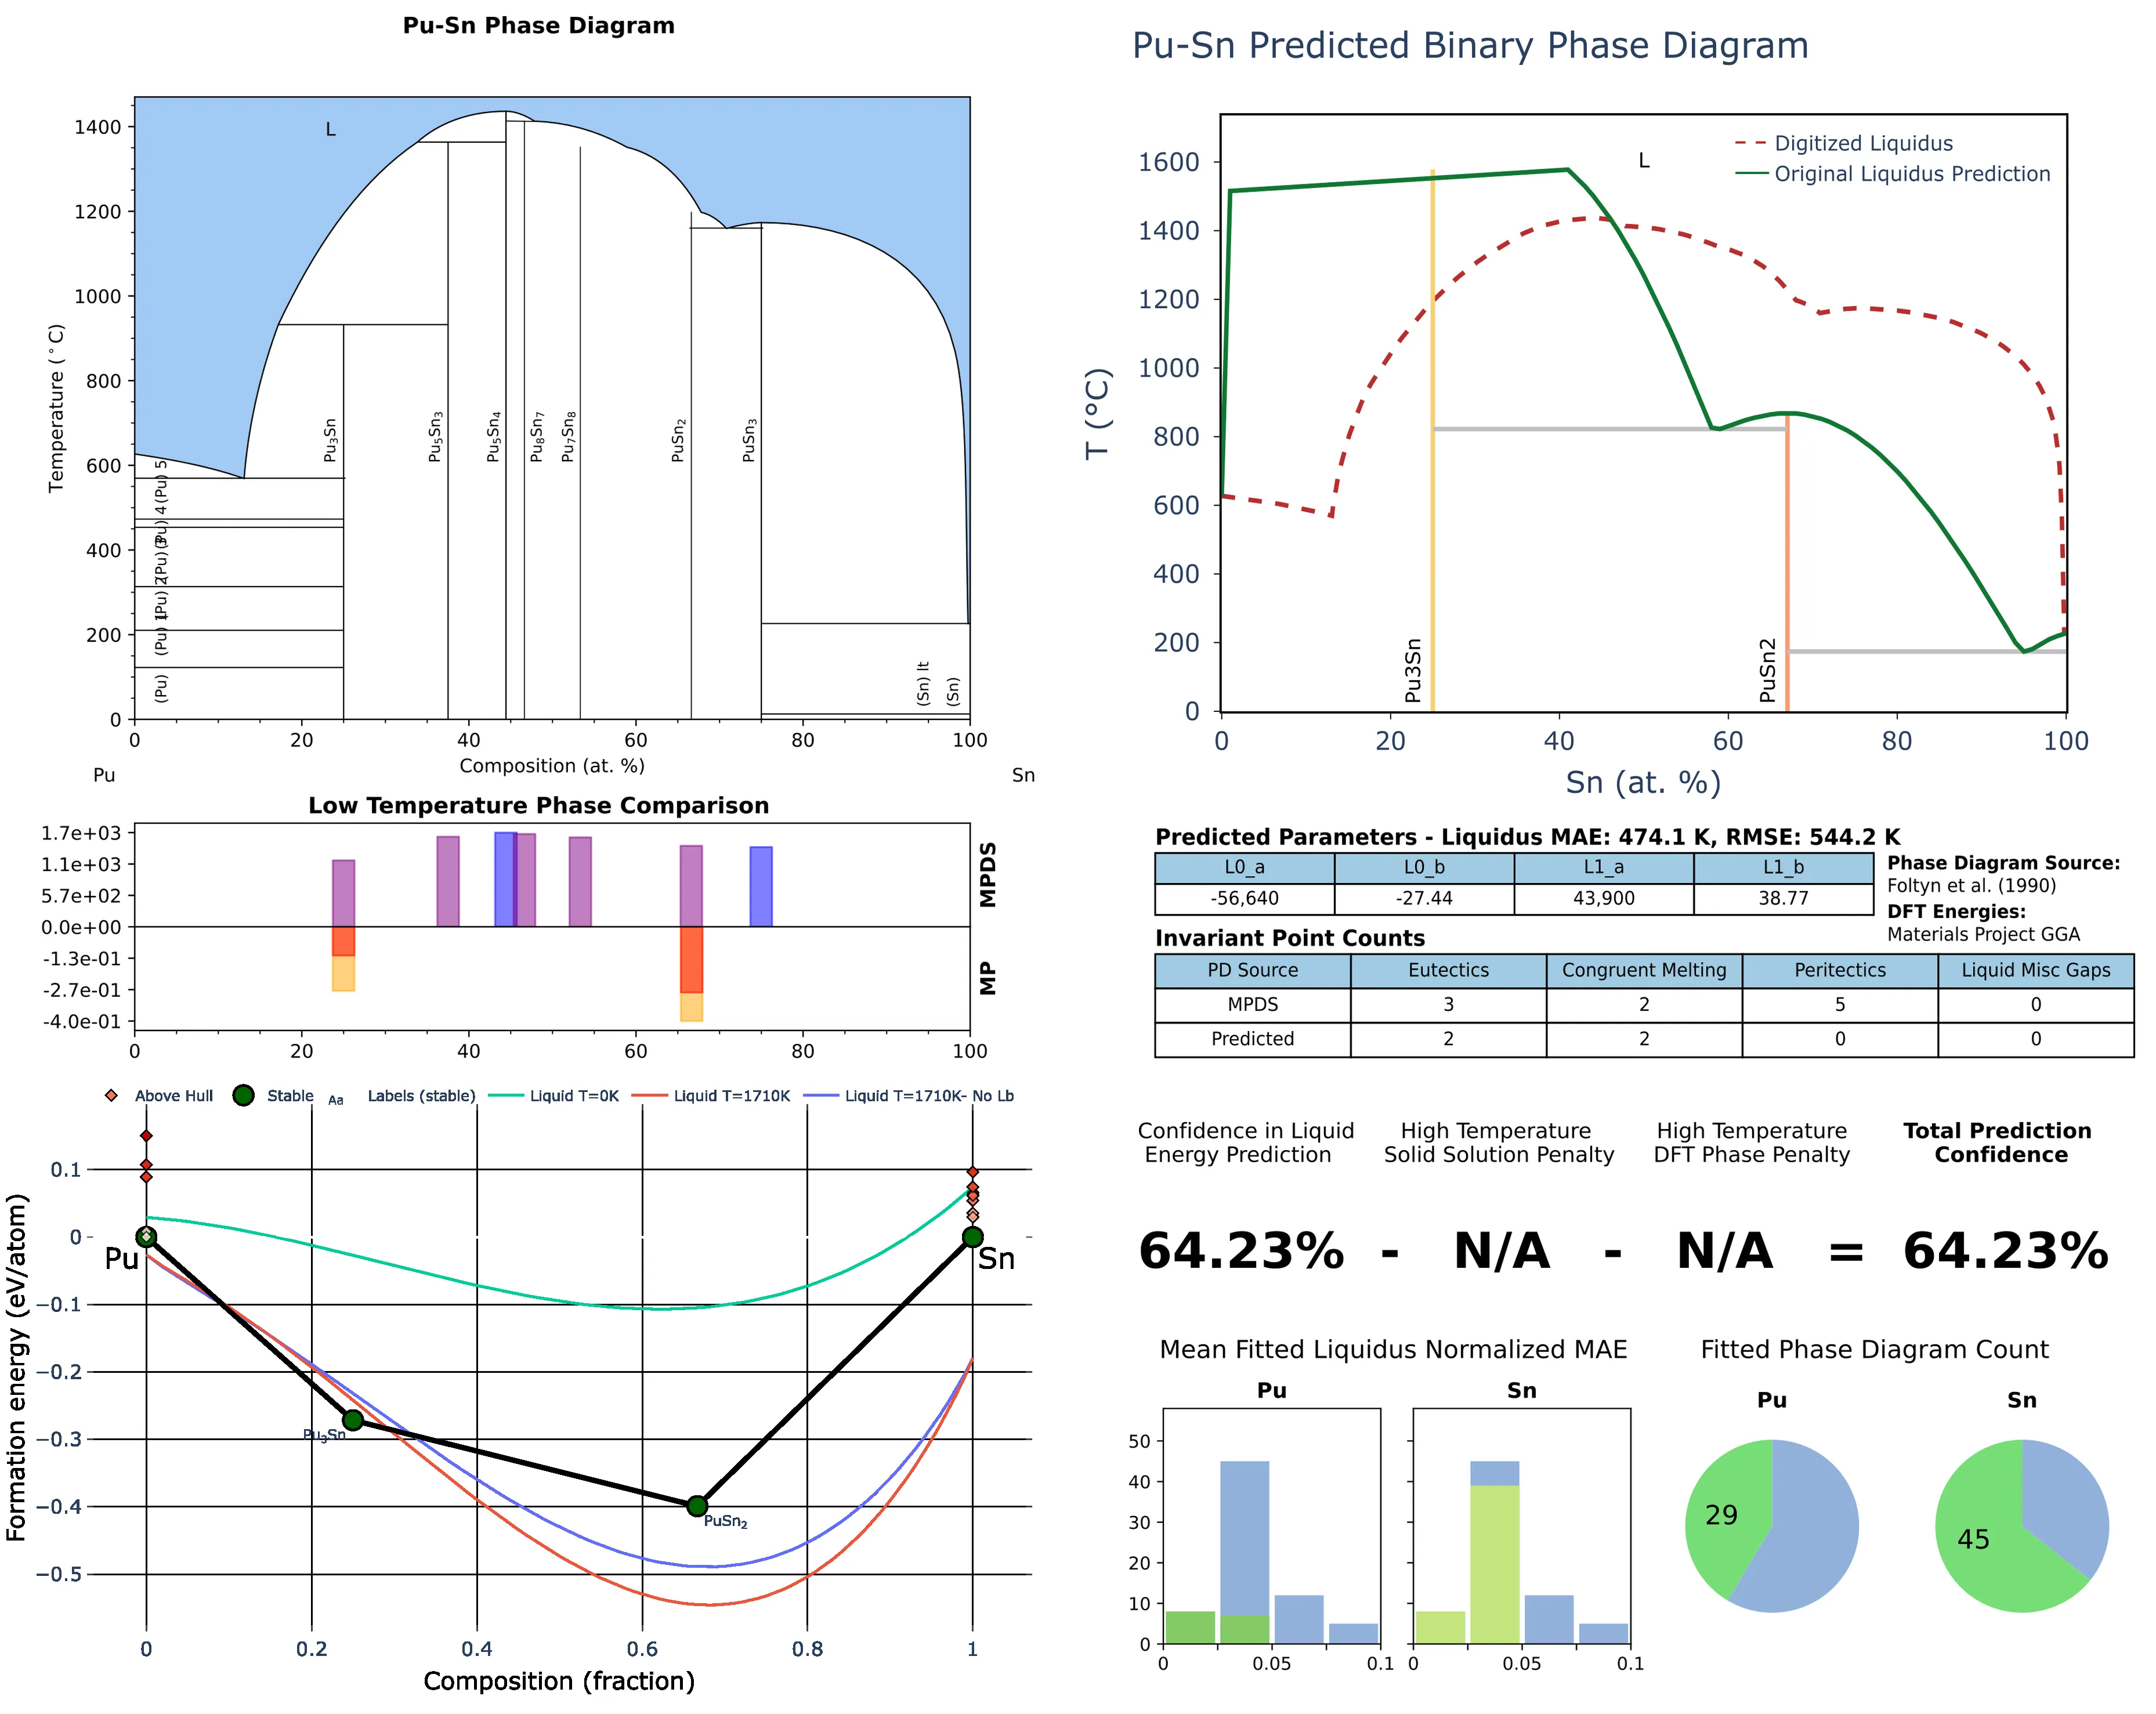 Pu-Sn Phase Diagram
Temperature (°C)
1400
1200
1000
800
600
400
200
0
L
(Pu) 5
(Pu) 4
(Pu) 3
(Pu) 2
(Pu) 1
(Pu)
Pu3Sn
Pu5Sn3
Pu5Sn4
Pu8Sn7
Pu7Sn8
PuSn2
PuSn3
(Sn) lt
(Sn)
0 20 40 60 80 100
Composition (at. %)
Pu Sn
Pu-Sn Predicted Binary Phase Diagram
T (°C)
1600
1400
1200
1000
800
600
400
200
0
L
Digitized Liquidus
Original Liquidus Prediction
Pu3Sn
PuSn2
0 20 40 60 80 100
Sn (at. %)
Low Temperature Phase Comparison
1.7e+03
1.1e+03
5.7e+02
0.0e+00
-1.3e-01
-2.7e-01
-4.0e-01
MPDS
MP
0 20 40 60 80 100
Predicted Parameters - Liquidus MAE: 474.1 K, RMSE: 544.2 K
L0_a L0_b L1_a L1_b
-56,640 -27.44 43,900 38.77
Phase Diagram Source:
Foltyn et al. (1990)
DFT Energies:
Materials Project GGA
Invariant Point Counts
PD Source Eutectics Congruent Melting Peritectics Liquid Misc Gaps
MPDS 3 2 5 0
Predicted 2 2 0 0
Above Hull Stable Aa Labels (stable) Liquid T=0K Liquid T=1710K Liquid T=1710K- No Lb
Formation energy (eV/atom)
0.1
0
−0.1
−0.2
−0.3
−0.4
−0.5
Pu
Sn
Pu3Sn
PuSn2
0 0.2 0.4 0.6 0.8 1
Composition (fraction)
Confidence in Liquid
Energy Prediction
High Temperature
Solid Solution Penalty
High Temperature
DFT Phase Penalty
Total Prediction
Confidence
64.23% - N/A - N/A = 64.23%
Mean Fitted Liquidus Normalized MAE
Pu Sn
50
40
30
20
10
0
0 0.05 0.1
0 0.05 0.1
Fitted Phase Diagram Count
Pu Sn
29
45